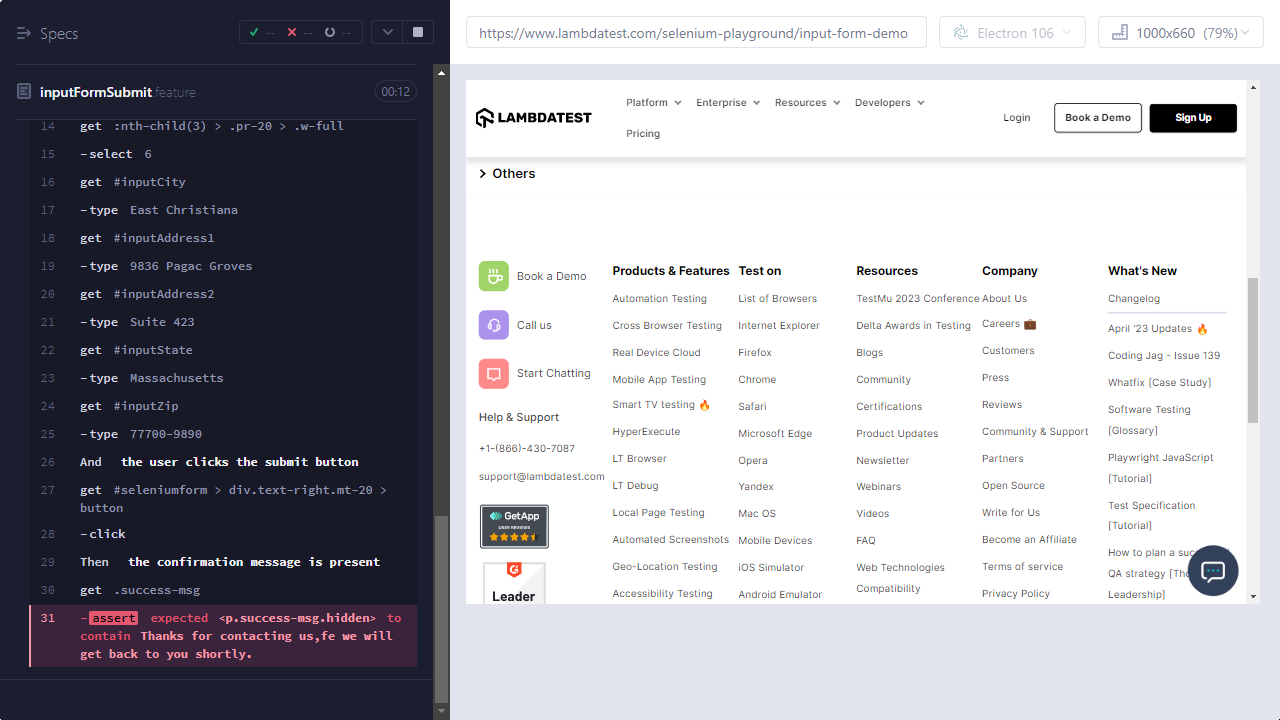 Specs
-- -- --
https://www.lambdatest.com/selenium-playground/input-form-demo
Electron 106
1000x660 (79%)
inputFormSubmit.feature
00:12
14 get :nth-child(3) > .pr-20 > .w-full
15 -select 6
16 get #inputCity
17 -type East Christiana
18 get #inputAddress1
19 -type 9836 Pagac Groves
20 get #inputAddress2
21 -type Suite 423
22 get #inputState
23 -type Massachusetts
24 get #inputZip
25 -type 77700-9890
26 And the user clicks the submit button
27 get #seleniumform > div.text-right.mt-20 >
button
28 -click
29 Then the confirmation message is present
30 get .success-msg
31 -assert expected <p.success-msg.hidden> to
contain Thanks for contacting us,fe we will
get back to you shortly.
LAMBDATEST
Platform
Enterprise
Resources
Developers
Pricing
Login
Book a Demo
Sign Up
Others
Book a Demo
Call us
Start Chatting
Help & Support
+1-(866)-430-7087
support@lambdatest.com
GetApp
USER REVIEWS
Leader
Products & Features
Automation Testing
Cross Browser Testing
Real Device Cloud
Mobile App Testing
Smart TV testing 🔥
HyperExecute
LT Browser
LT Debug
Local Page Testing
Automated Screenshots
Geo-Location Testing
Accessibility Testing
Test on
List of Browsers
Internet Explorer
Firefox
Chrome
Safari
Microsoft Edge
Opera
Yandex
Mac OS
Mobile Devices
iOS Simulator
Android Emulator
Resources
TestMu 2023 Conference
Delta Awards in Testing
Blogs
Community
Certifications
Product Updates
Newsletter
Webinars
Videos
FAQ
Web Technologies
Compatibility
Company
About Us
Careers 💼
Customers
Press
Reviews
Community & Support
Partners
Open Source
Write for Us
Become an Affiliate
Terms of service
Privacy Policy
What's New
Changelog
April '23 Updates 🔥
Coding Jag - Issue 139
Whatfix [Case Study]
Software Testing
[Glossary]
Playwright JavaScript
[Tutorial]
Test Specification
[Tutorial]
How to plan a
QA strategy
Leadership]